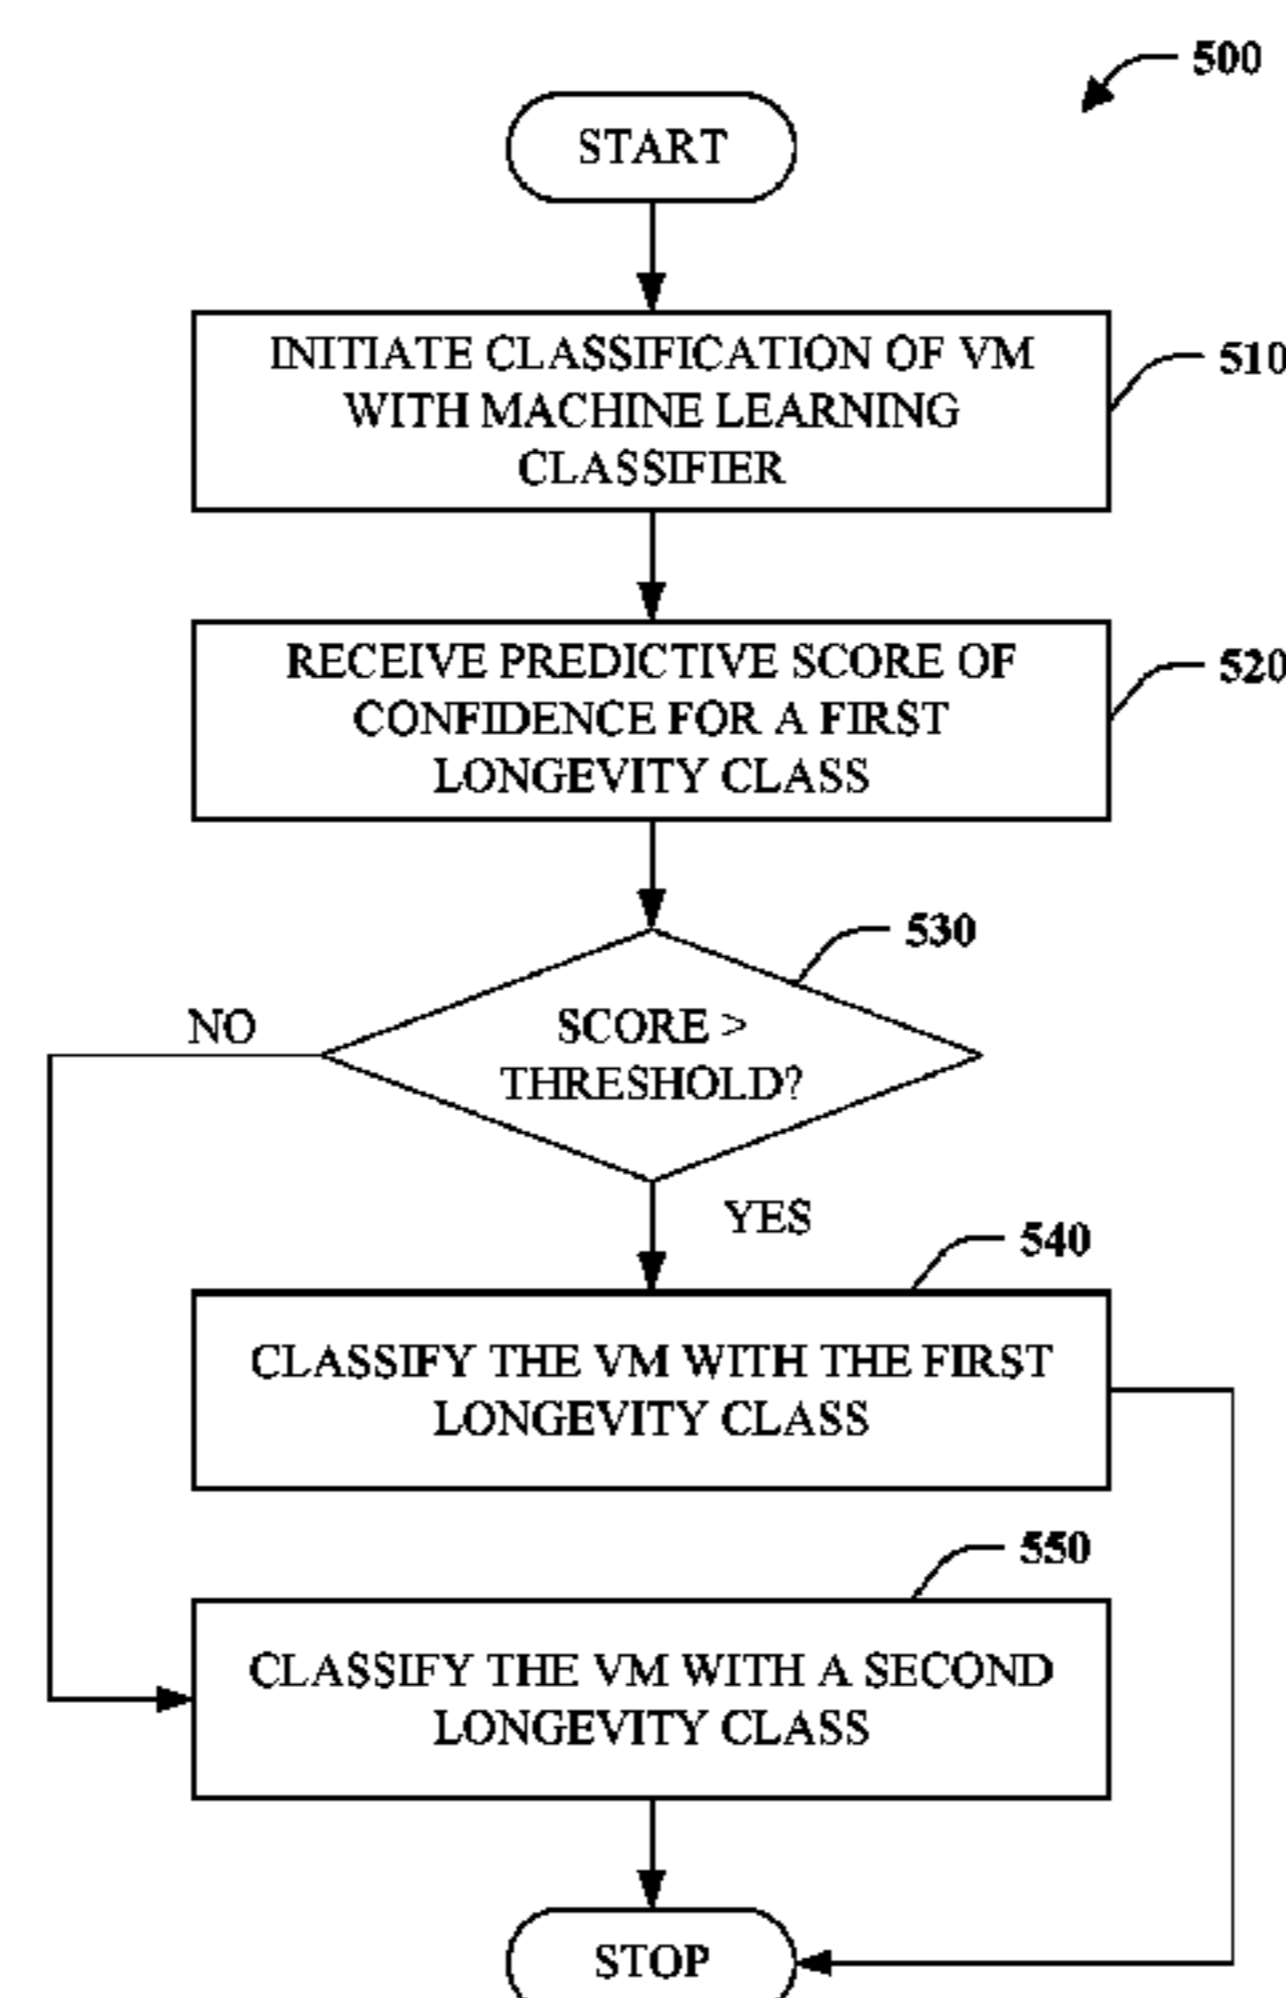 500
START
INITIATE CLASSIFICATION OF VM
WITH MACHINE LEARNING
CLASSIFIER
510
RECEIVE PREDICTIVE SCORE OF
CONFIDENCE FOR A FIRST
LONGEVITY CLASS
520
530
SCORE >
THRESHOLD?
NO
YES
540
CLASSIFY THE VM WITH THE FIRST
LONGEVITY CLASS
550
CLASSIFY THE VM WITH A SECOND
LONGEVITY CLASS
STOP